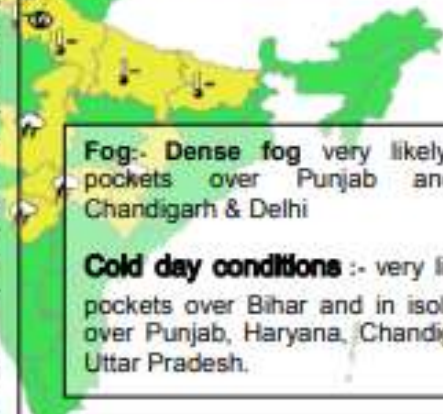 Fog:- Dense fog very likely
pockets over Punjab an
Chandigarh & Delhi
Cold day conditions :- very li
pockets over Bihar and in isol
over Punjab, Haryana, Chandi
Uttar Pradesh.